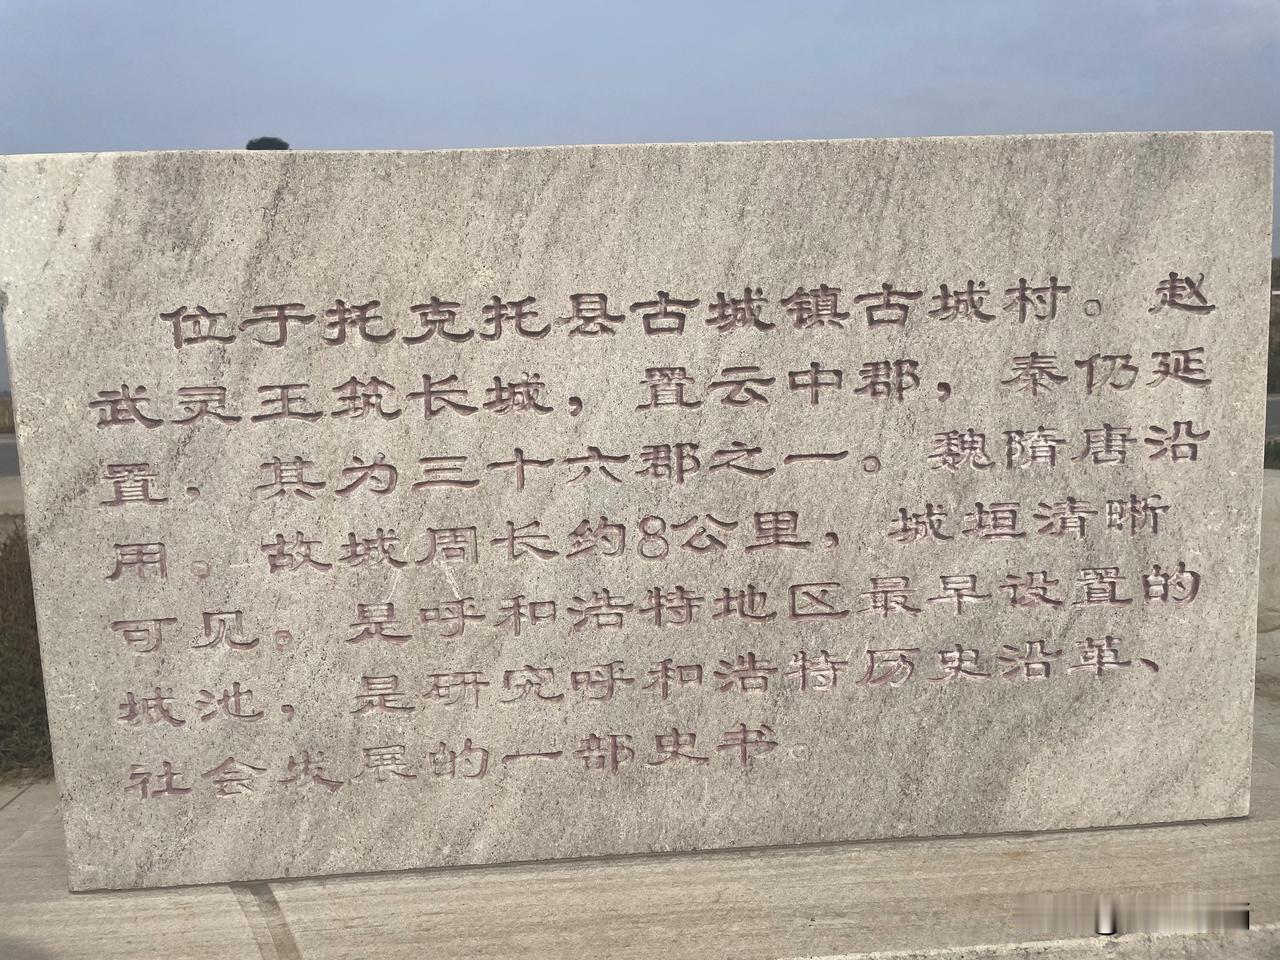 位于托克托县古城镇古城村。赵
武灵王筑长城，置云中郡，秦仍延
置，其为三十六郡之一。魏隋唐沿
用。故城周长约8公里，城垣清晰
可见。是呼和浩特地区最早设置的
城池，是研究呼和浩特历史沿革、
社会发展的一部史书。